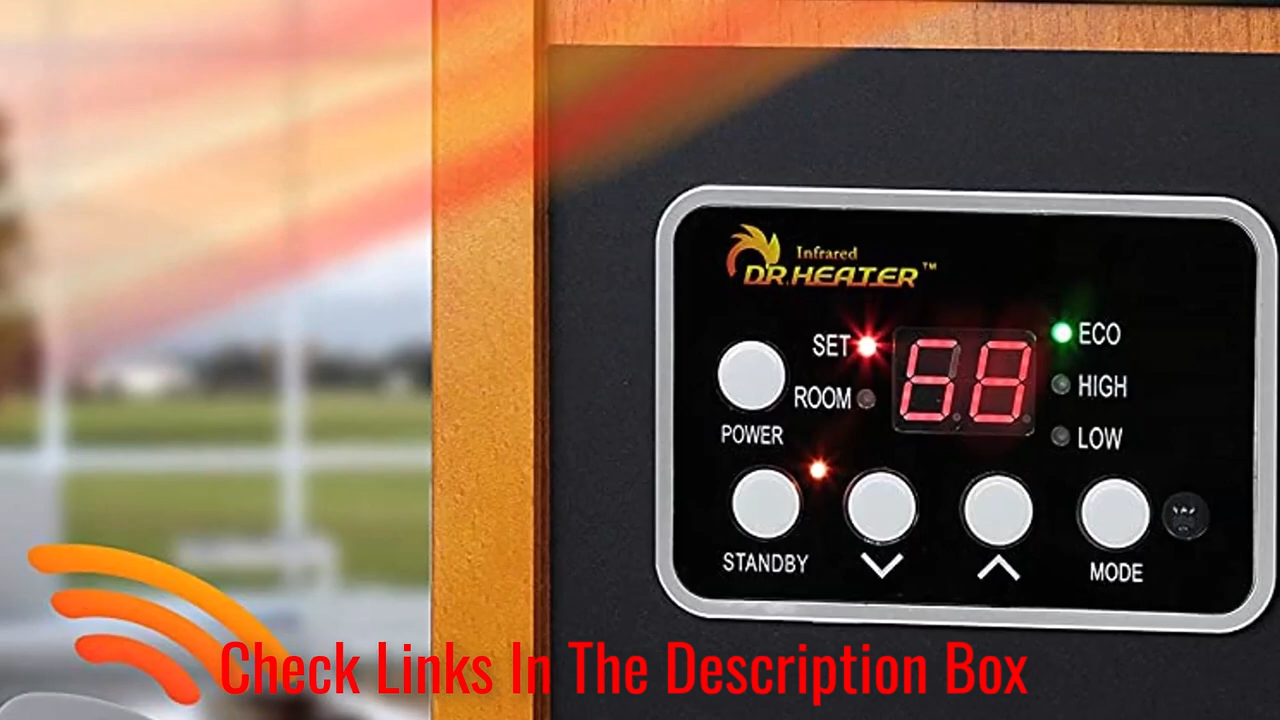 Infrared
DR. HEATER™
SET
68
ECO
ROOM
HIGH
POWER
LOW
STANDBY
MODE
Check Links In The Description Box